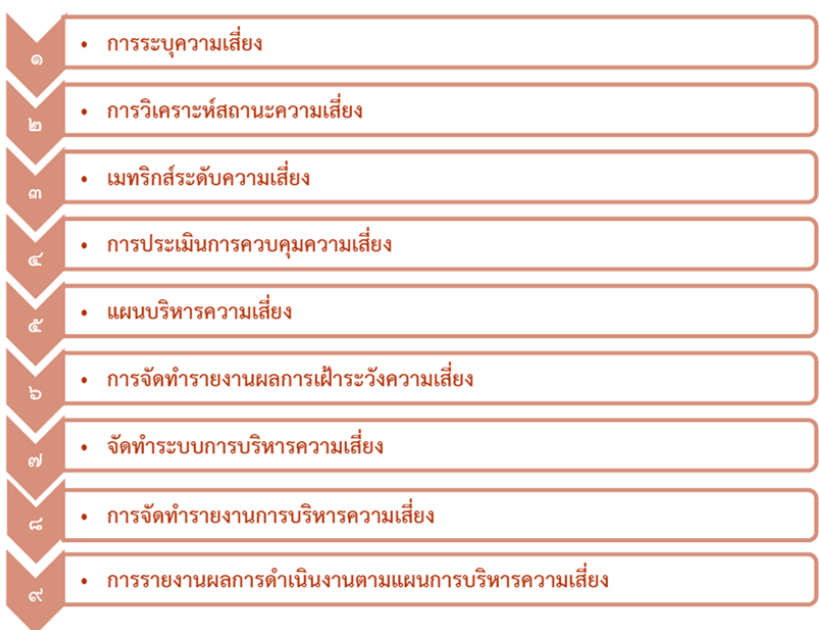 ๑ • การระบุความเสี่ยง
๒ • การวิเคราะห์สถานะความเสี่ยง
๓ • เมทริกส์ระดับความเสี่ยง
๔ • การประเมินการควบคุมความเสี่ยง
๕ • แผนบริหารความเสี่ยง
๖ • การจัดทำรายงานผลการเฝ้าระวังความเสี่ยง
๗ • จัดทำระบบการบริหารความเสี่ยง
๘ • การจัดทำรายงานการบริหารความเสี่ยง
๙ • การรายงานผลการดำเนินงานตามแผนการบริหารความเสี่ยง